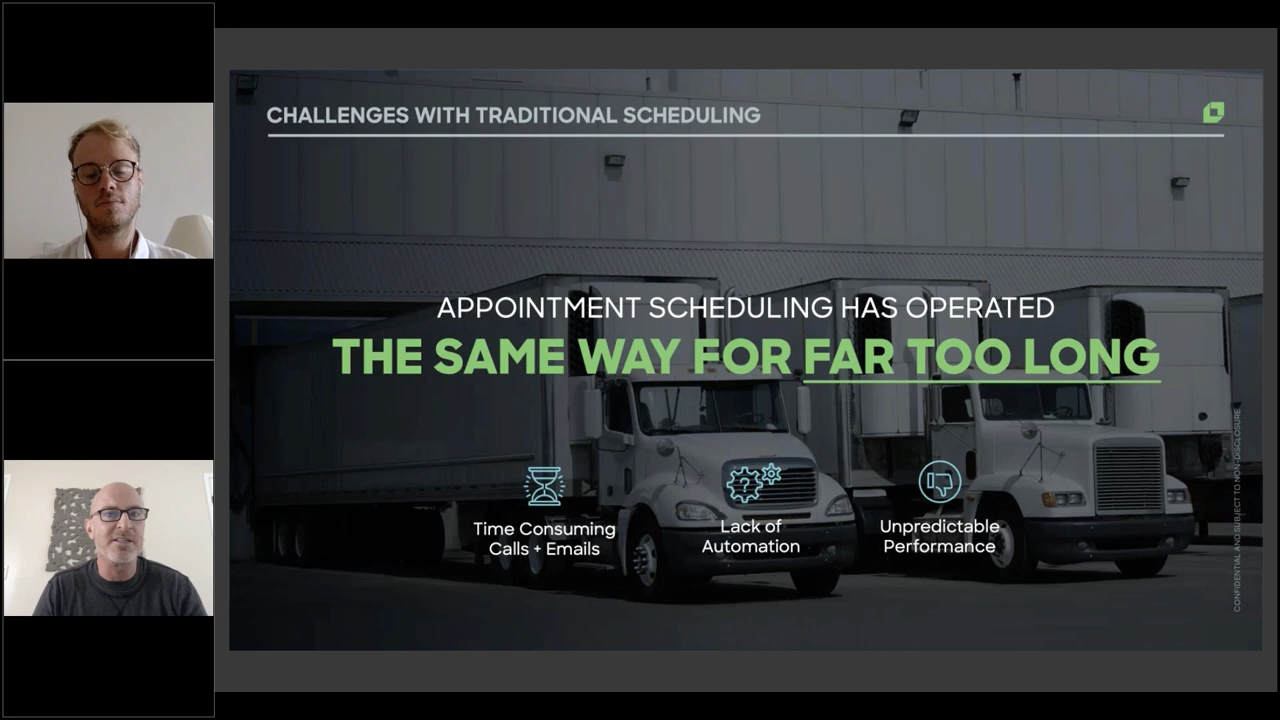 CHALLENGES WITH TRADITIONAL SCHEDULING
APPOINTMENT SCHEDULING HAS OPERATED
THE SAME WAY FOR FAR TOO LONG
Time Consuming
Calls + Emails
Lack of
Automation
Unpredictable
Performance
CONFIDENTIAL AND SUBJECT TO NON-DISCLOSURE